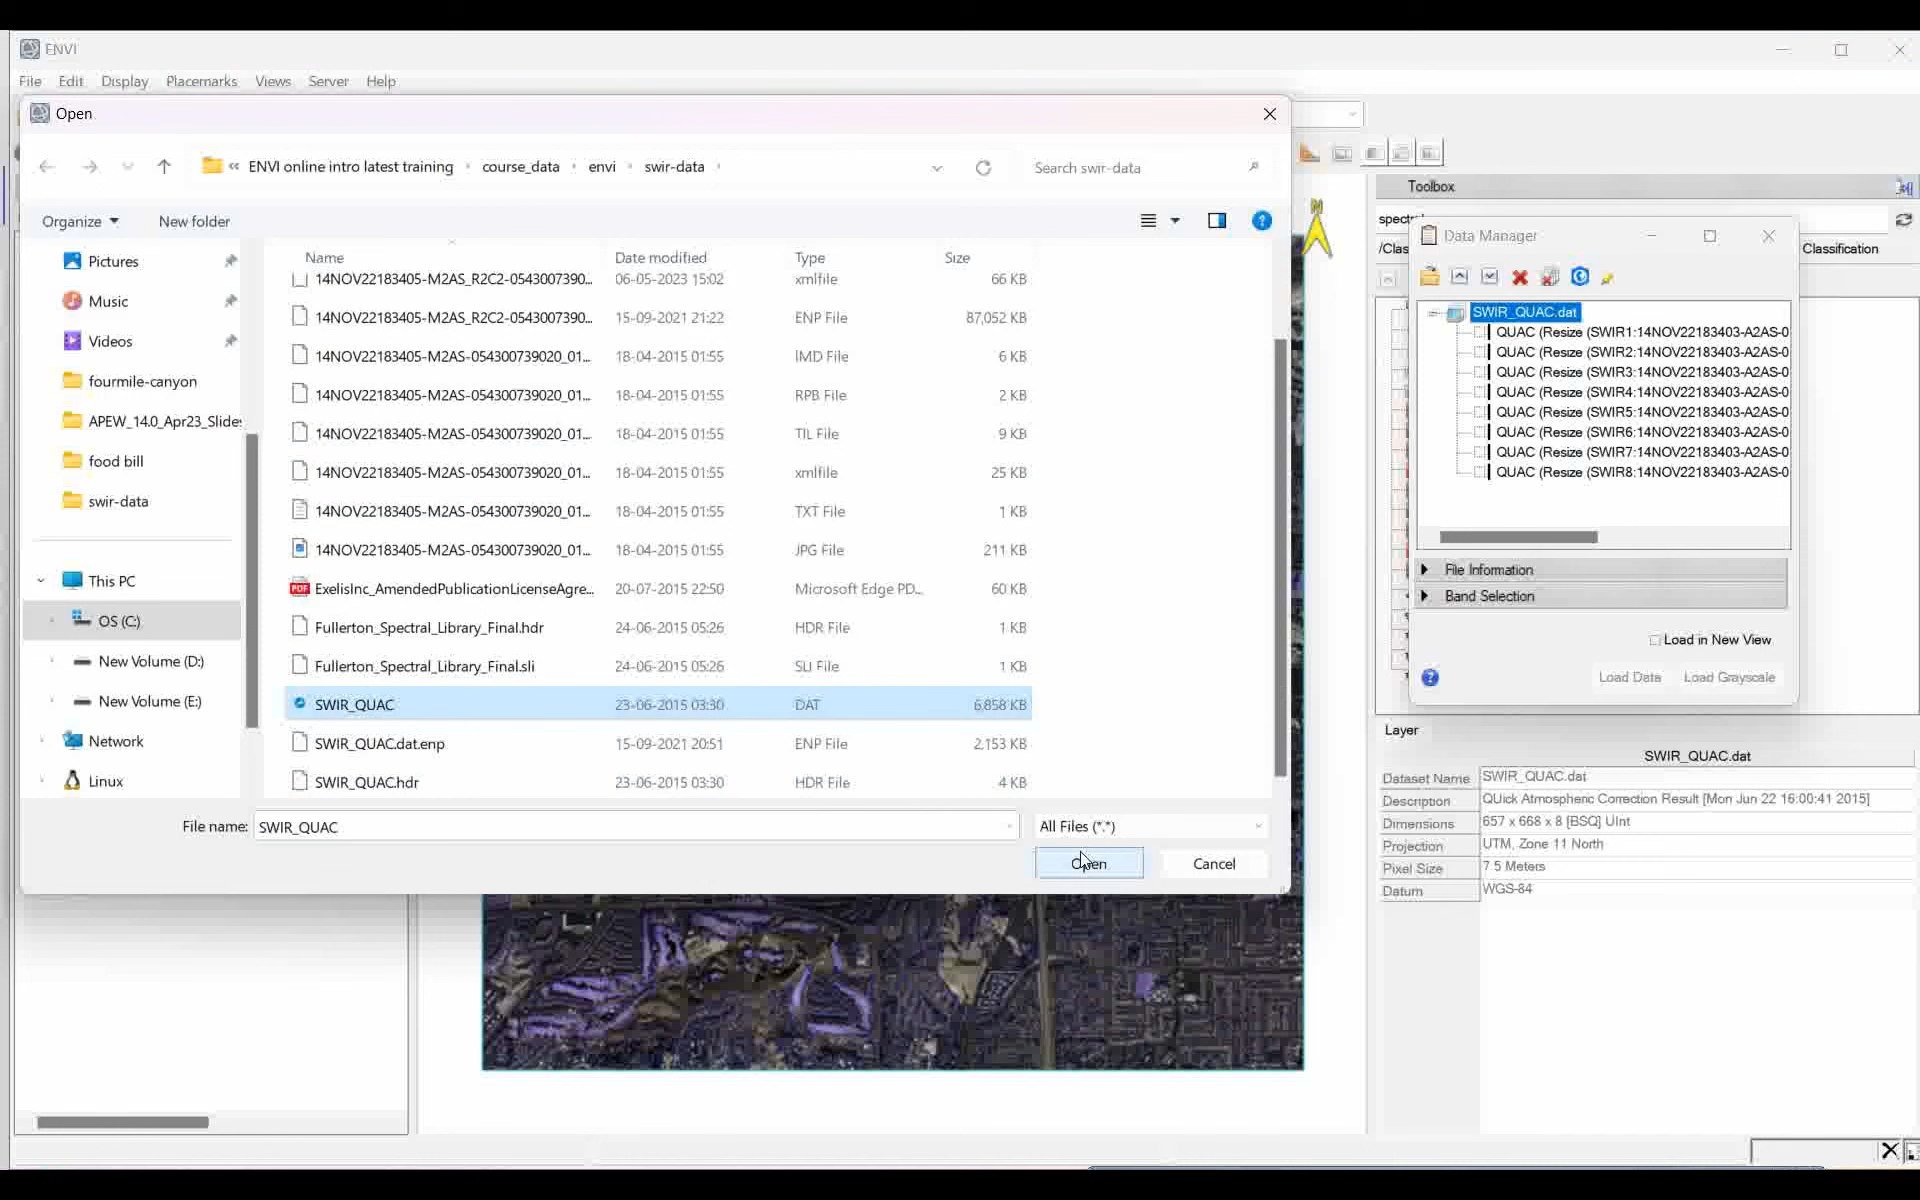 ENVI
File Edit Display Placemarks Views Server Help
Open
ENVI online intro latest training course_data envi swir-data
Search swir-data
Organize New folder
Pictures
Music
Videos
fourmile-canyon
APEW_14.0_Apr23_Slides
food bill
swir-data
This PC
OS (C:)
New Volume (D:)
New Volume (E:)
Network
Linux
Name Date modified Type Size
14NOV22183405-M2AS_R2C2-0543007390... 06-05-2023 15:02 xmlfile 66 KB
14NOV22183405-M2AS_R2C2-0543007390... 15-09-2021 21:22 ENP File 87,052 KB
14NOV22183405-M2AS-054300739020_01... 18-04-2015 01:55 IMD File 6 KB
14NOV22183405-M2AS-054300739020_01... 18-04-2015 01:55 RPB File 2 KB
14NOV22183405-M2AS-054300739020_01... 18-04-2015 01:55 TIL File 9 KB
14NOV22183405-M2AS-054300739020_01... 18-04-2015 01:55 xmlfile 25 KB
14NOV22183405-M2AS-054300739020_01... 18-04-2015 01:55 TXT File 1 KB
14NOV22183405-M2AS-054300739020_01... 18-04-2015 01:55 JPG File 211 KB
PDF ExelisInc_AmendedPublicationLicenseAgre... 20-07-2015 22:50 Microsoft Edge PD... 60 KB
Fullerton_Spectral_Library_Final.hdr 24-06-2015 05:26 HDR File 1 KB
Fullerton_Spectral_Library_Final.sli 24-06-2015 05:26 SLI File 1 KB
SWIR_QUAC 23-06-2015 03:30 DAT 6,858 KB
SWIR_QUAC.dat.enp 15-09-2021 20:51 ENP File 2,153 KB
SWIR_QUAC.hdr 23-06-2015 03:30 HDR File 4 KB
File name: SWIR_QUAC All Files (*.*)
Open Cancel
N
Toolbox
/Clas
Classification
Data Manager
SWIR_QUAC.dat
QUAC (Resize (SWIR1:14NOV22183403-A2AS-0
QUAC (Resize (SWIR2:14NOV22183403-A2AS-0
QUAC (Resize (SWIR3:14NOV22183403-A2AS-0
QUAC (Resize (SWIR4:14NOV22183403-A2AS-0
QUAC (Resize (SWIR5:14NOV22183403-A2AS-0
QUAC (Resize (SWIR6:14NOV22183403-A2AS-0
QUAC (Resize (SWIR7:14NOV22183403-A2AS-0
QUAC (Resize (SWIR8:14NOV22183403-A2AS-0
File Information
Band Selection
Load in New View
Load Data Load Grayscale
Layer
SWIR_QUAC.dat
Dataset Name SWIR_QUAC.dat
Description QUick Atmospheric Correction Result [Mon Jun 22 16:00:41 2015]
Dimensions 657 x 668 x 8 [BSQ] UInt
Projection UTM, Zone 11 North
Pixel Size 7.5 Meters
Datum WGS-84